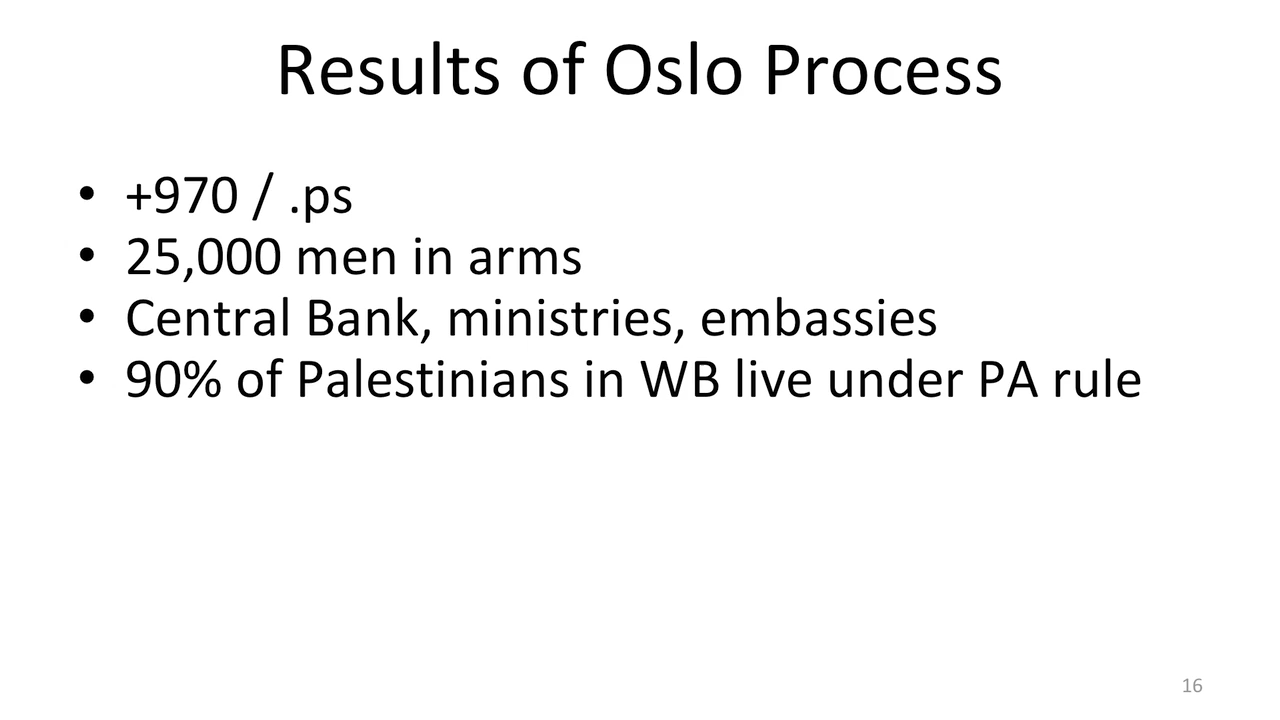 Results of Oslo Process
• +970 / .ps
• 25,000 men in arms
• Central Bank, ministries, embassies
• 90% of Palestinians in WB live under PA rule
16